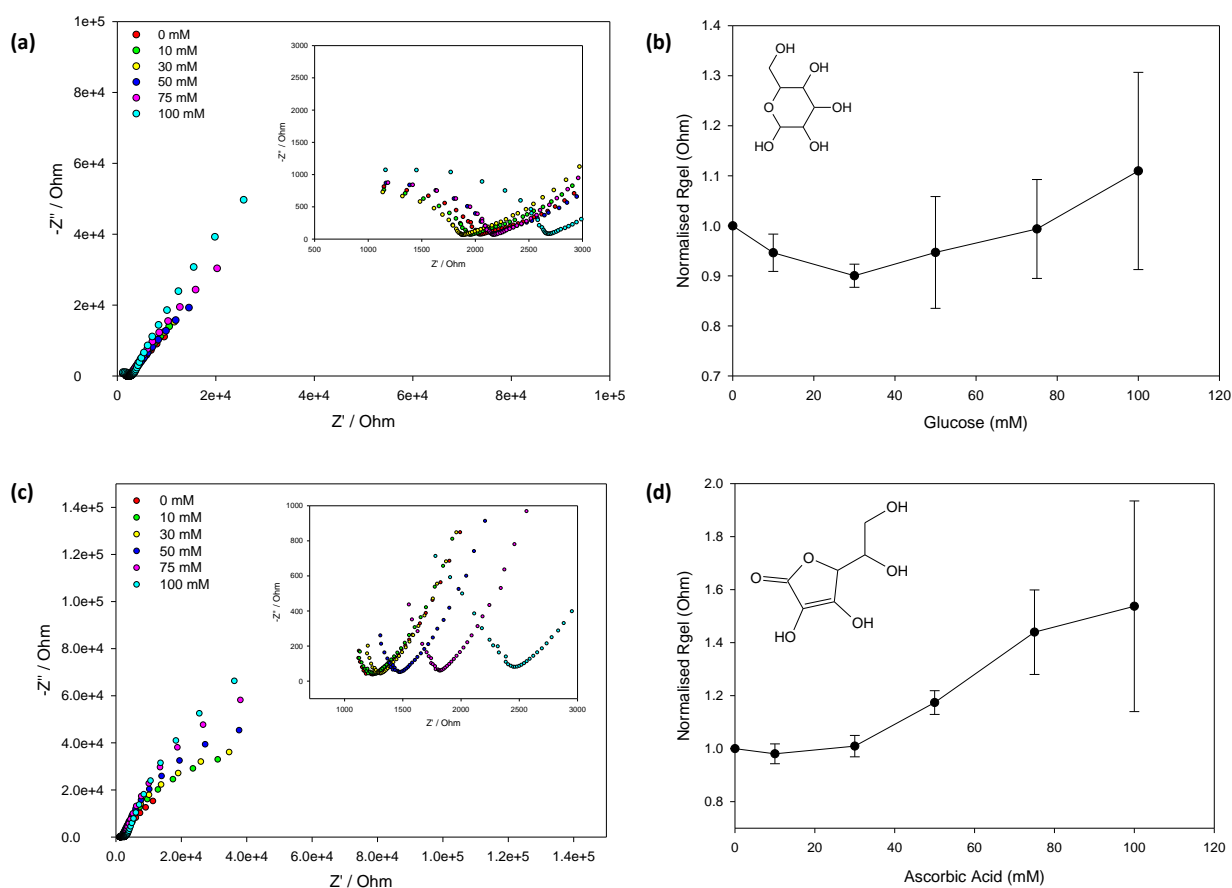 (a)
1e+5
8e+4
6e+4
4e+4
2e+4
0
-Z" / Ohm
0 mM
10 mM
30 mM
50 mM
75 mM
100 mM
3000
2500
2000
1500
1000
500
0
-Z" / Ohm
500 1000 1500 2000 2500 3000
Z' / Ohm
0 2e+4 4e+4 6e+4 8e+4 1e+5
Z' / Ohm
(b)
1.4
1.3
1.2
1.1
1.0
0.9
0.8
0.7
Normalised Rgel (Ohm)
OH
OH
O
OH
HO
OH
OH
0 20 40 60 80 100 120
Glucose (mM)
(c)
1.4e+5
1.2e+5
1.0e+5
8.0e+4
6.0e+4
4.0e+4
2.0e+4
0.0
-Z" / Ohm
0 mM
10 mM
30 mM
50 mM
75 mM
100 mM
1000
800
600
400
200
0
-Z" / Ohm
1000 1500 2000 2500 3000
Z' / Ohm
0.0 2.0e+4 4.0e+4 6.0e+4 8.0e+4 1.0e+5 1.2e+5 1.4e+5
Z' / Ohm
(d)
2.0
1.8
1.6
1.4
1.2
1.0
0.8
Normalised Rgel (Ohm)
OH
O
O
OH
HO
OH
0 20 40 60 80 100 120
Ascorbic Acid (mM)